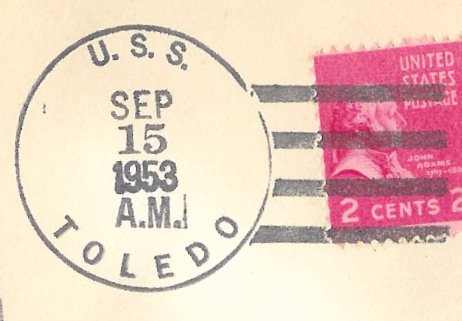 U.S.S.
SEP
15
1953
A.M.
TOLEDO
UNITED
STATES
POSTAGE
JOHN
ADAMS
2 CENTS 2